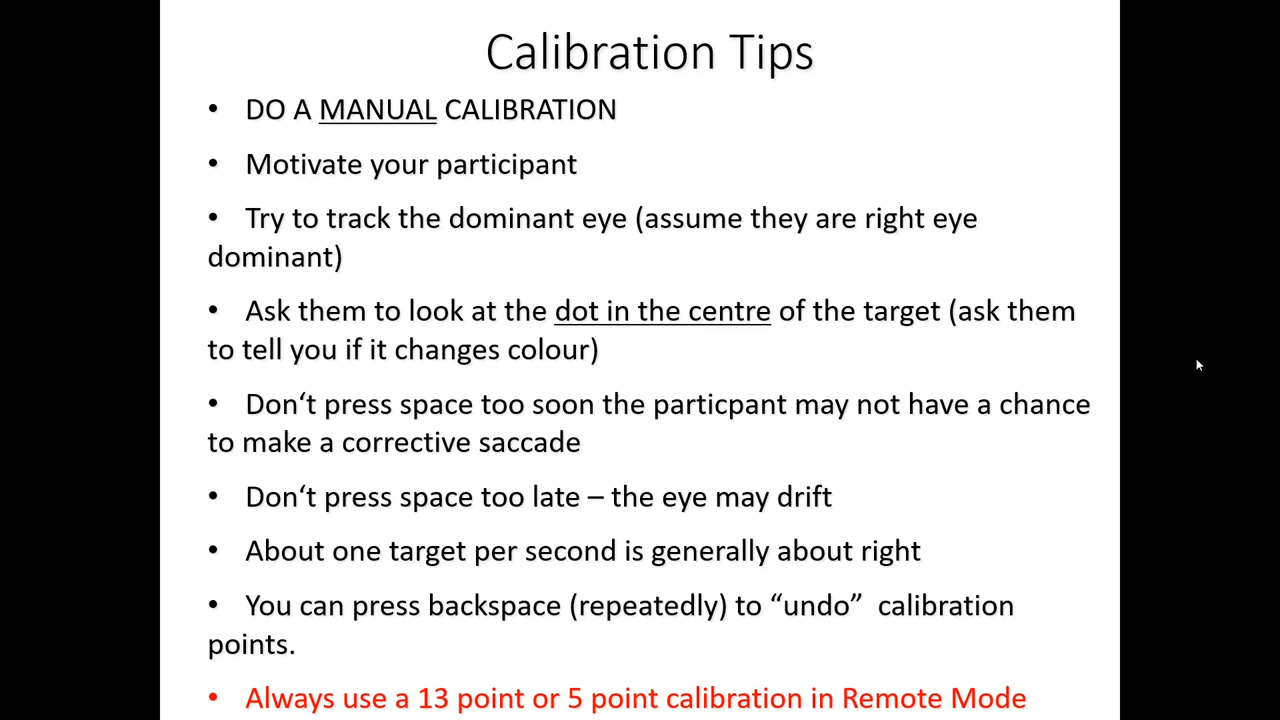 Calibration Tips
• DO A MANUAL CALIBRATION
• Motivate your participant
• Try to track the dominant eye (assume they are right eye
dominant)
• Ask them to look at the dot in the centre of the target (ask them
to tell you if it changes colour)
• Don‘t press space too soon the particpant may not have a chance
to make a corrective saccade
• Don‘t press space too late – the eye may drift
• About one target per second is generally about right
• You can press backspace (repeatedly) to “undo”  calibration
points.
• Always use a 13 point or 5 point calibration in Remote Mode